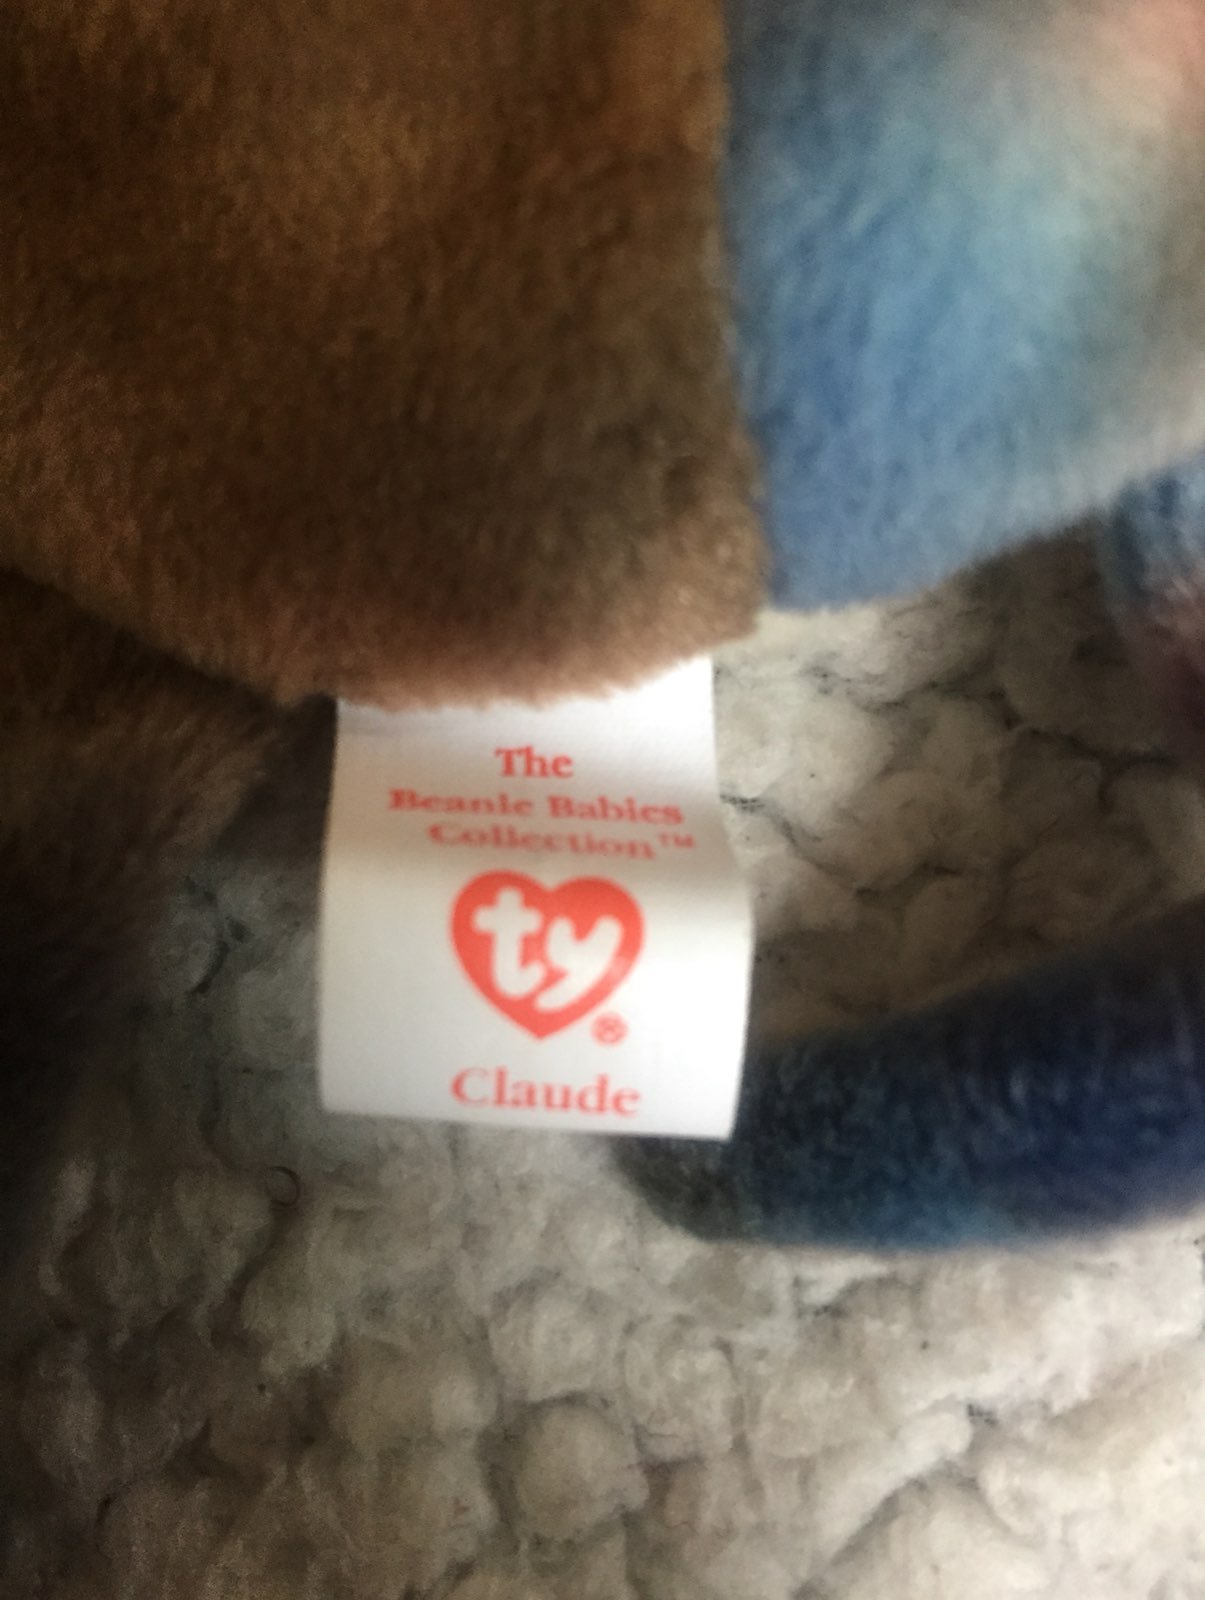 The
Beanie Babies
Collection™
ty®
Claude